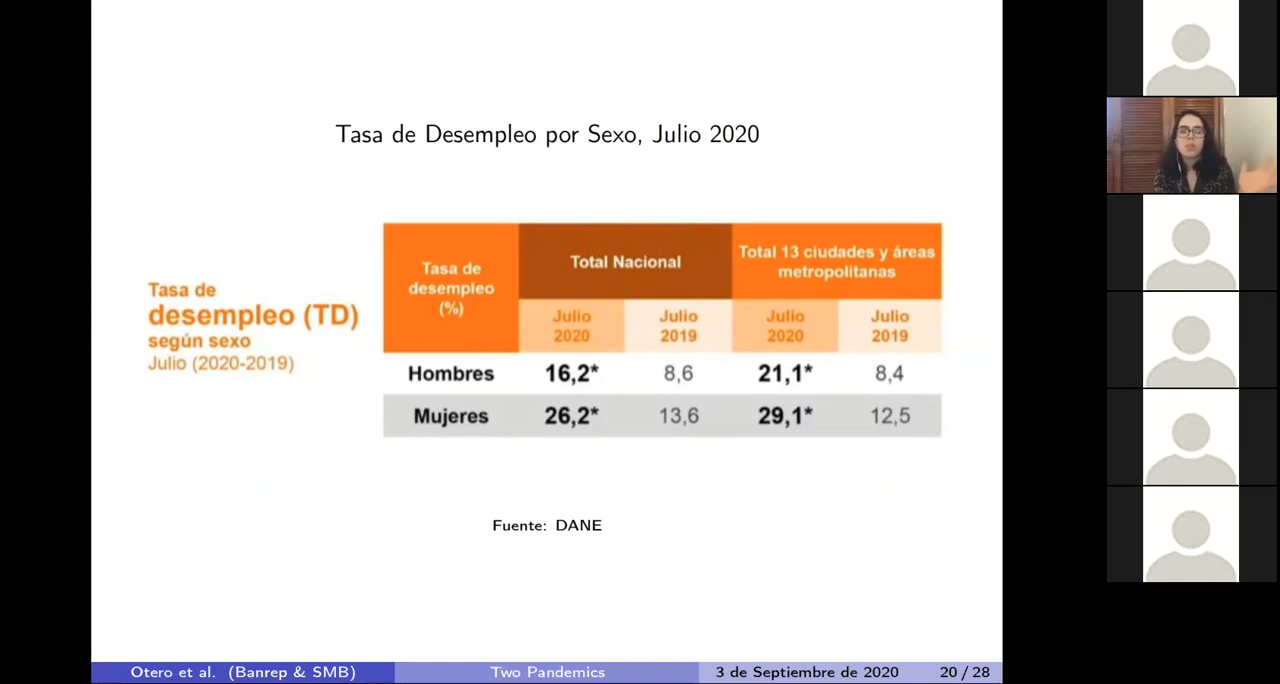 Tasa de Desempleo por Sexo, Julio 2020
Tasa de
desempleo (TD)
según sexo
Julio (2020-2019)
Tasa de
desempleo
(%)
Total Nacional
Total 13 ciudades y áreas
metropolitanas
Julio
2020
Julio
2019
Julio
2020
Julio
2019
Hombres 16,2* 8,6 21,1* 8,4
Mujeres 26,2* 13,6 29,1* 12,5
Fuente: DANE
Otero et al. (Banrep & SMB) Two Pandemics 3 de Septiembre de 2020 20 / 28